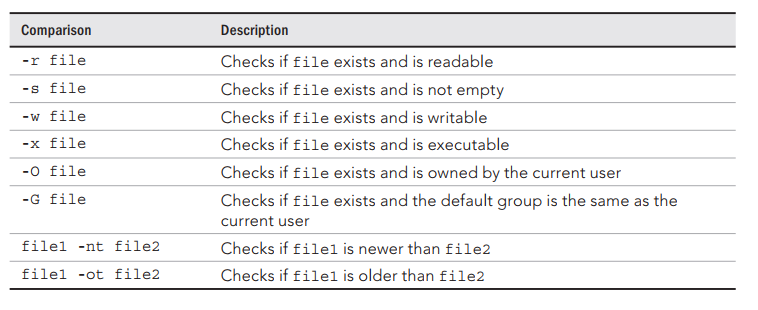 Comparison Description
-r file Checks if file exists and is readable
-s file Checks if file exists and is not empty
-w file Checks if file exists and is writable
-x file Checks if file exists and is executable
-O file Checks if file exists and is owned by the current user
-G file Checks if file exists and the default group is the same as the
current user
file1 -nt file2 Checks if file1 is newer than file2
file1 -ot file2 Checks if file1 is older than file2